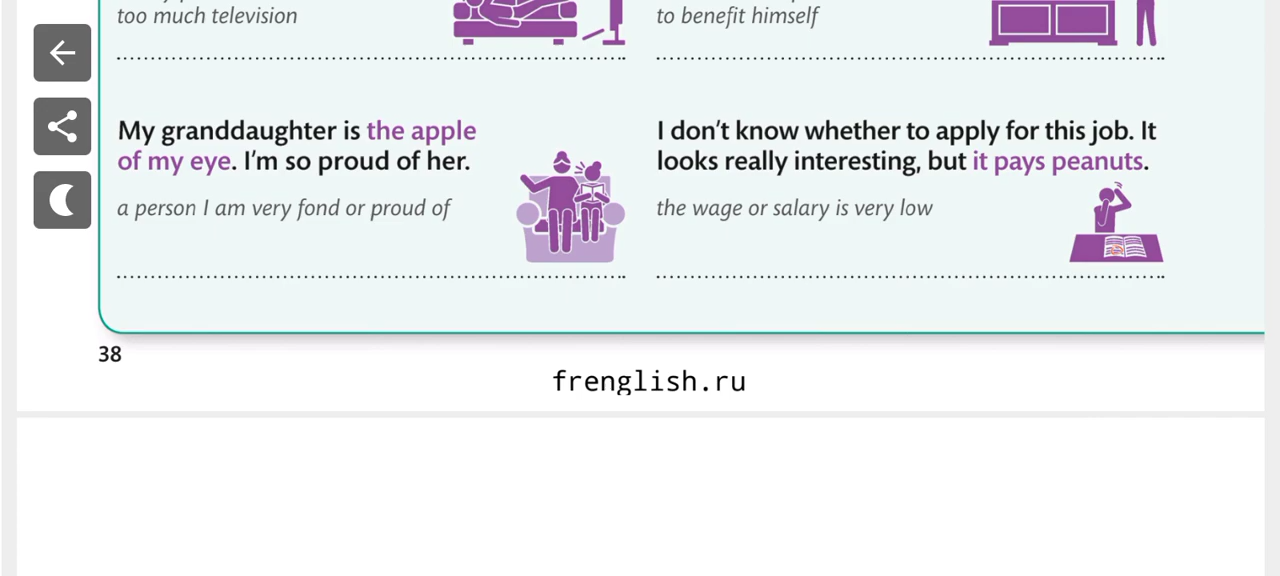 too much television
to benefit himself
My granddaughter is the apple
of my eye. I'm so proud of her.
a person I am very fond or proud of
I don't know whether to apply for this job. It
looks really interesting, but it pays peanuts.
the wage or salary is very low
38
frenglish.ru